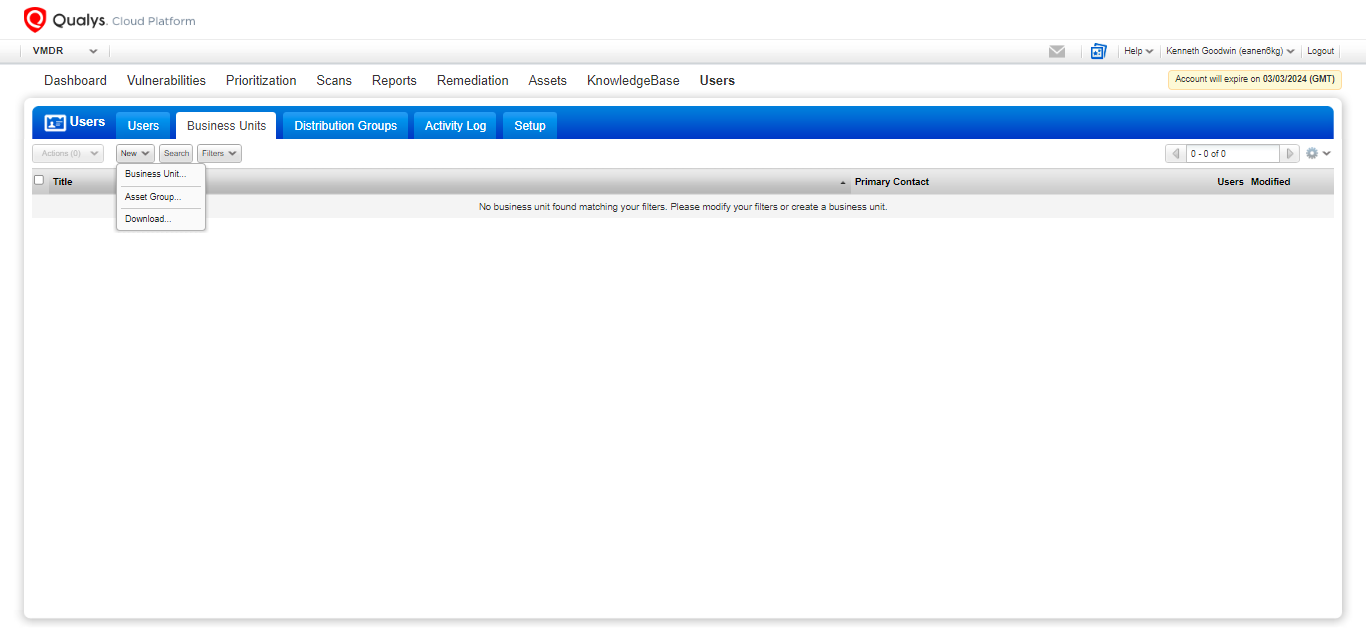 Qualys. Cloud Platform
VMDR
Help
Kenneth Goodwin (eanen6kg)
Logout
Dashboard Vulnerabilities Prioritization Scans Reports Remediation Assets KnowledgeBase Users
Account will expire on 03/03/2024 (GMT)
Users
Users Business Units Distribution Groups Activity Log Setup
Actions (0) New Search Filters 0 - 0 of 0
Business Unit...
Asset Group...
Download...
Title Primary Contact Users Modified
No business unit found matching your filters. Please modify your filters or create a business unit.